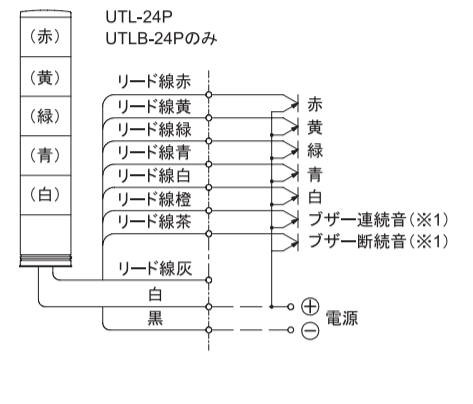 UTL-24P
UTLB-24Pのみ
(赤)
(黄)
(緑)
(青)
(白)
リード線赤
リード線黄
リード線緑
リード線青
リード線白
リード線橙
リード線茶
リード線灰
白
黒
赤
黄
緑
青
白
ブザー連続音(※1)
ブザー断続音(※1)
⊕
⊖
電源